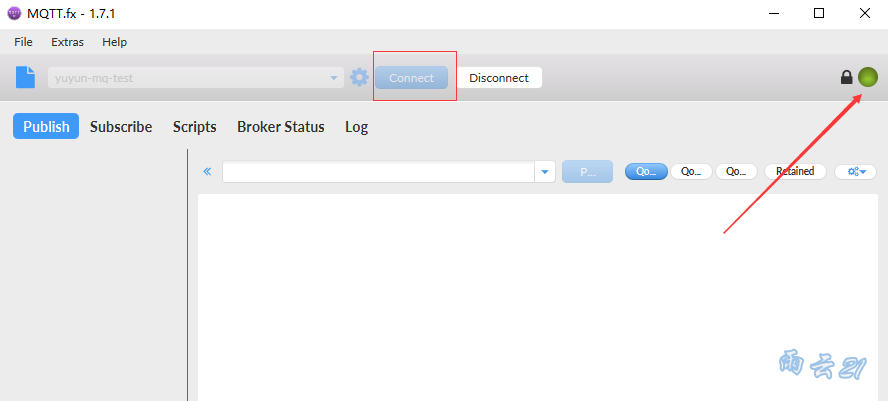 MQTT.fx - 1.7.1
File Extras Help
yuyun-mq-test Connect Disconnect
Publish Subscribe Scripts Broker Status Log
P... Qo... Qo... Qo... Retained
雨云21